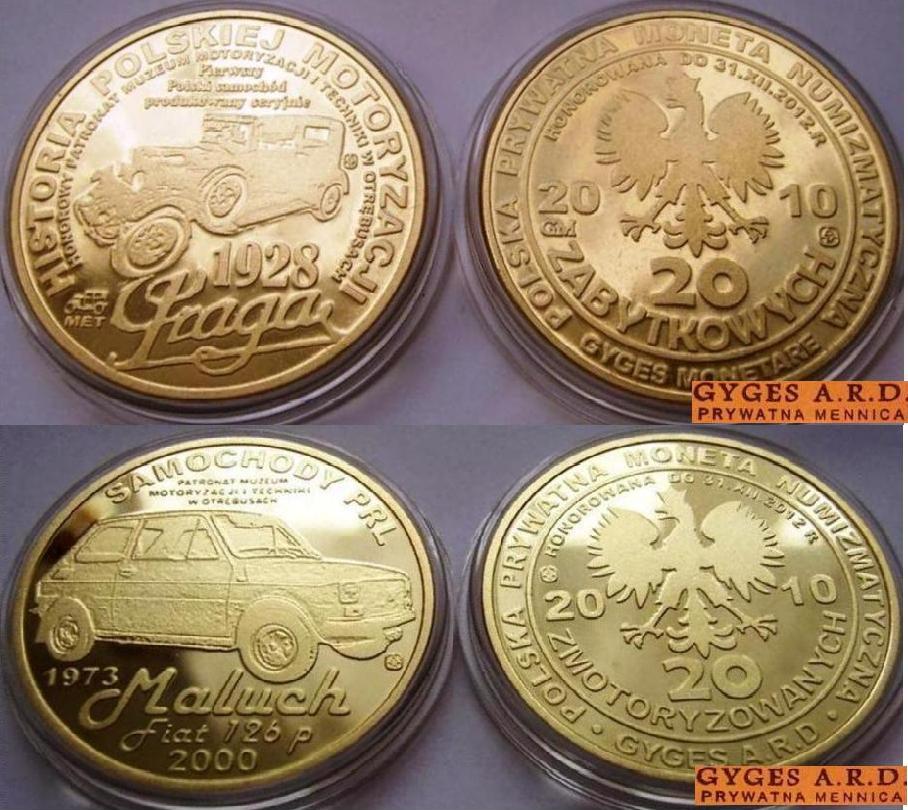 HISTORIA POLSKIEJ MOTORYZACJI
HONOROWY PATRONAT MUZEUM MOTORYZACJI I TECHNIKI W OTRĘBUSACH
Pierwszy
Polski samochód
produkowany seryjnie
1928
Praga
MET
POLSKA PRYWATNA MONETA NUMIZMATYCZNA
HONOROWANA DO 31.XII.2012.R
20 10
GM
20
ZABYTKOWYCH
GYGES MONETARE
GYGES A.R.D.
PRYWATNA MENNICA
SAMOCHODY PRL
PATRONAT MUZEUM
MOTORYZACJI I TECHNIKI
W OTRĘBUSACH
1973
Maluch
Fiat 126 p
2000
POLSKA PRYWATNA MONETA NUMIZMATYCZNA
HONOROWANA DO 31.XII.2012 R
20 10
20
ZMOTORYZOWANYCH
• GYGES A.R.D •
GYGES A.R.D.
PRYWATNA MENNICA